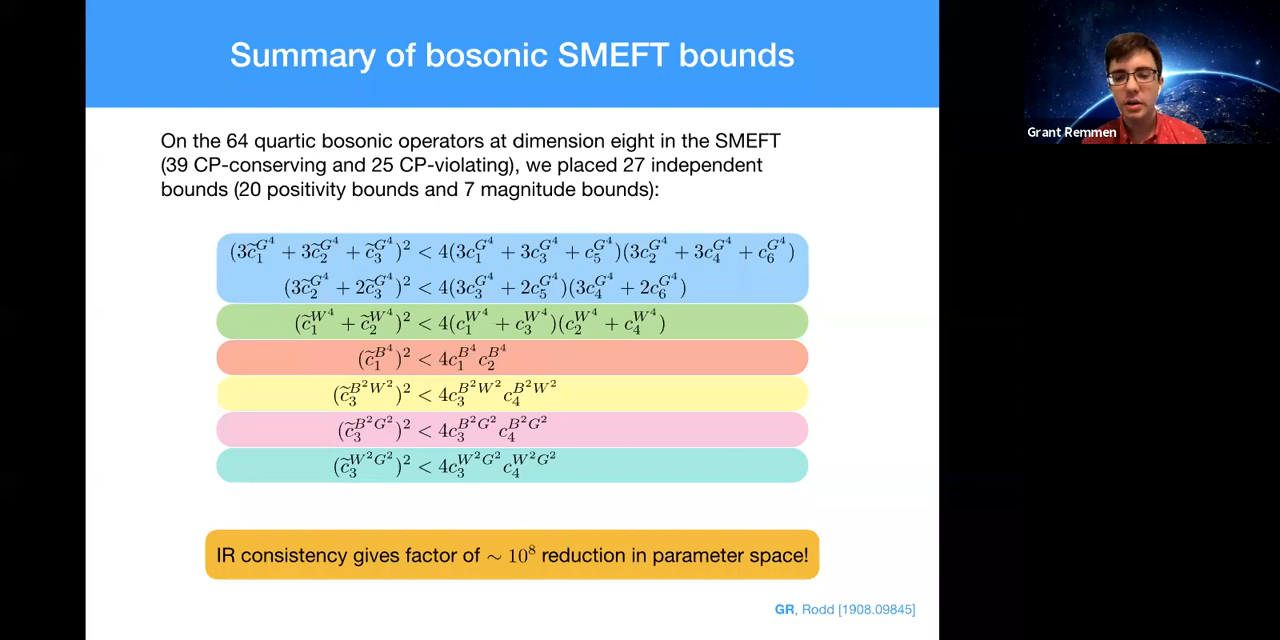 Summary of bosonic SMEFT bounds
Grant Remmen
On the 64 quartic bosonic operators at dimension eight in the SMEFT
(39 CP-conserving and 25 CP-violating), we placed 27 independent
bounds (20 positivity bounds and 7 magnitude bounds):
(3c̃₁^{G⁴} + 3c̃₂^{G⁴} + c̃₃^{G⁴})² < 4(3c₁^{G⁴} + 3c₃^{G⁴} + c₅^{G⁴})(3c₂^{G⁴} + 3c₄^{G⁴} + c₆^{G⁴})
(3c̃₂^{G⁴} + 2c̃₃^{G⁴})² < 4(3c₃^{G⁴} + 2c₅^{G⁴})(3c₄^{G⁴} + 2c₆^{G⁴})
(c̃₁^{W⁴} + c̃₂^{W⁴})² < 4(c₁^{W⁴} + c₃^{W⁴})(c₂^{W⁴} + c₄^{W⁴})
(c̃₁^{B⁴})² < 4c₁^{B⁴}c₂^{B⁴}
(c̃₃^{B²W²})² < 4c₃^{B²W²}c₄^{B²W²}
(c̃₃^{B²G²})² < 4c₃^{B²G²}c₄^{B²G²}
(c̃₃^{W²G²})² < 4c₃^{W²G²}c₄^{W²G²}
IR consistency gives factor of ~ 10⁸ reduction in parameter space!
GR, Rodd [1908.09845]